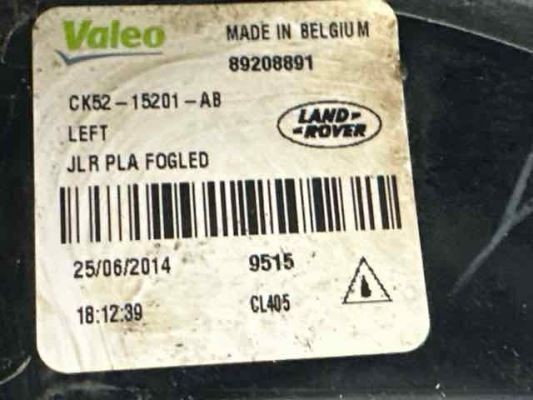 Valeo MADE IN BELGIUM
89208891
CK52-15201-AB
LEFT
LAND-
-ROVER
JLR PLA FOGLED
25/06/2014 9515
18:12:39 CL405